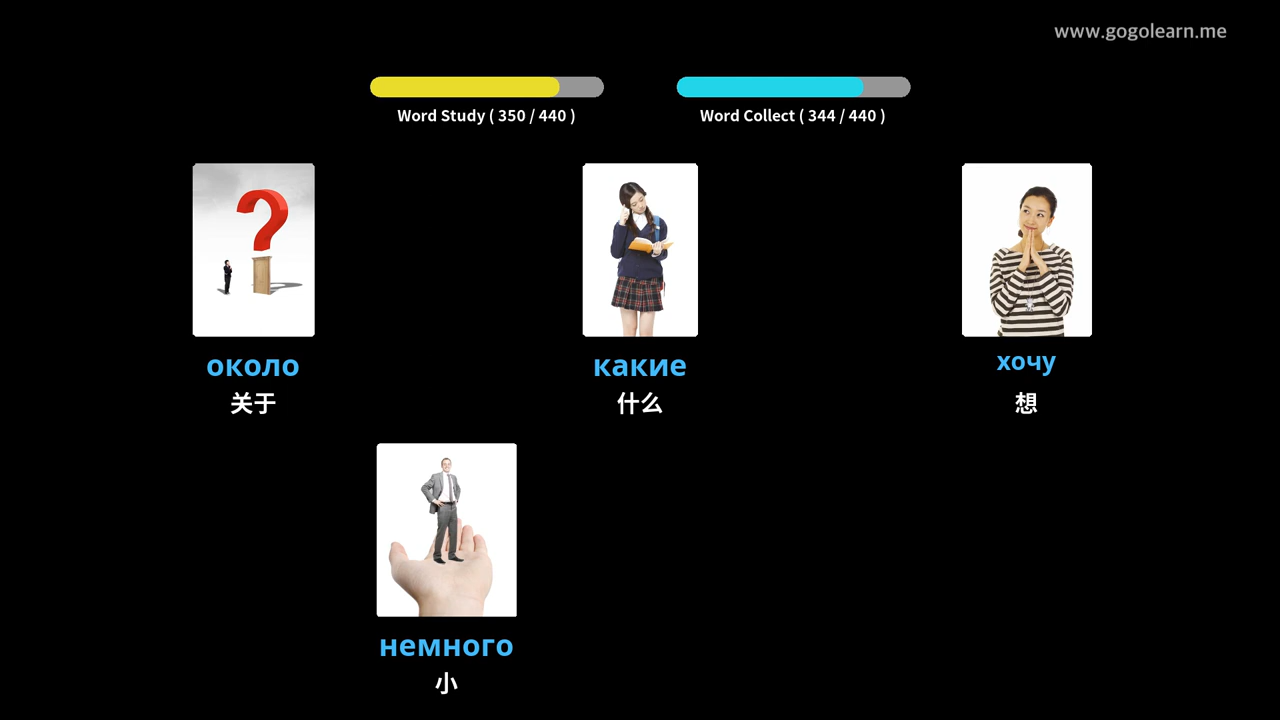 www.gogolearn.me
Word Study ( 350 / 440 )
Word Collect ( 344 / 440 )
около
关于
какие
什么
хочу
想
немного
小